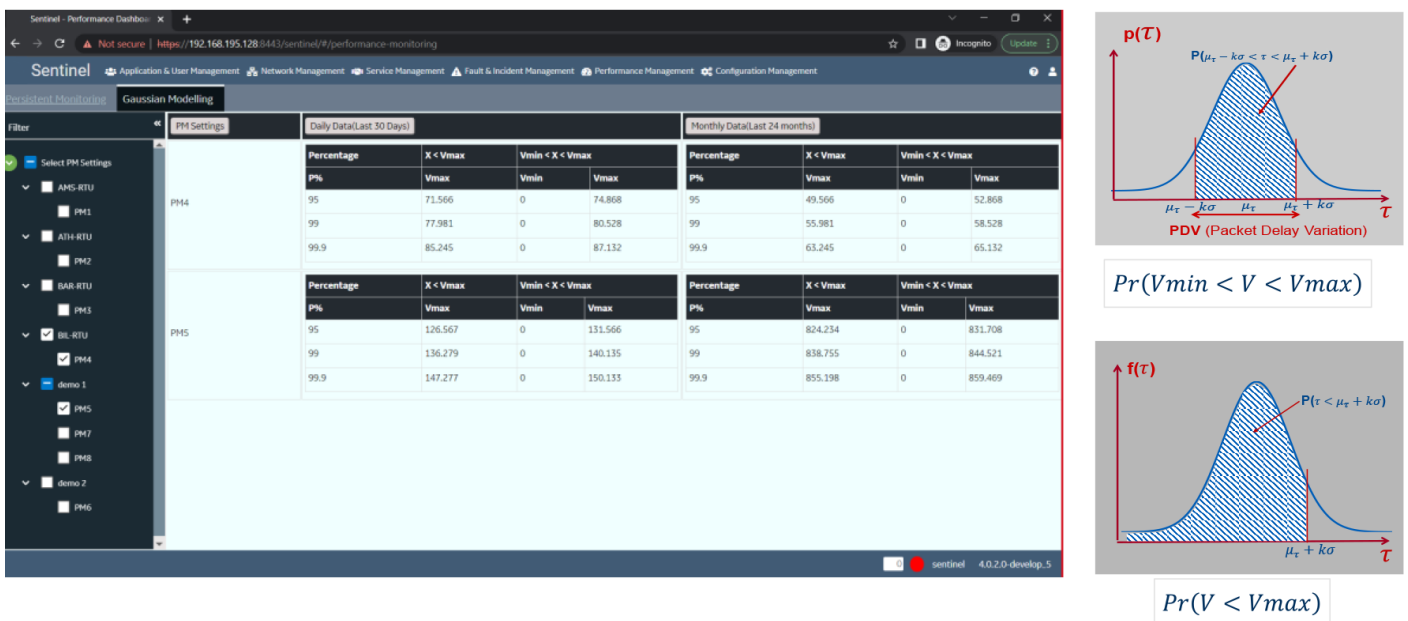 Sentinel - Performance Dashboar
Not secure | https://192.168.195.128:8443/sentinel/#/performance-monitoring
Incognito
Update
Sentinel Application & User Management Network Management Service Management Fault & Incident Management Performance Management Configuration Management
Persistent Monitoring Gaussian Modelling
Filter « PM Settings Daily Data(Last 30 Days) Monthly Data(Last 24 months)
Select PM Settings
AMS-RTU
PM1
ATH-RTU
PM2
BAR-RTU
PM3
BIL-RTU
PM4
demo 1
PM5
PM7
PM8
demo 2
PM6
PM4
Percentage X < Vmax Vmin < X < Vmax
P% Vmax Vmin Vmax
95 71.566 0 74.868
99 77.981 0 80.528
99.9 85.245 0 87.132
Percentage X < Vmax Vmin < X < Vmax
P% Vmax Vmin Vmax
95 49.566 0 52.868
99 55.981 0 58.528
99.9 63.245 0 65.132
PM5
Percentage X < Vmax Vmin < X < Vmax
P% Vmax Vmin Vmax
95 126.567 0 131.566
99 136.279 0 140.135
99.9 147.277 0 150.133
Percentage X < Vmax Vmin < X < Vmax
P% Vmax Vmin Vmax
95 824.234 0 831.708
99 838.755 0 844.521
99.9 855.198 0 859.469
0 sentinel 4.0.2.0-develop_5
p(τ)
P(μτ − kσ < τ < μτ + kσ)
μτ − kσ μτ μτ + kσ τ
PDV (Packet Delay Variation)
Pr(Vmin < V < Vmax)
f(τ)
P(τ < μτ + kσ)
μτ + kσ τ
Pr(V < Vmax)